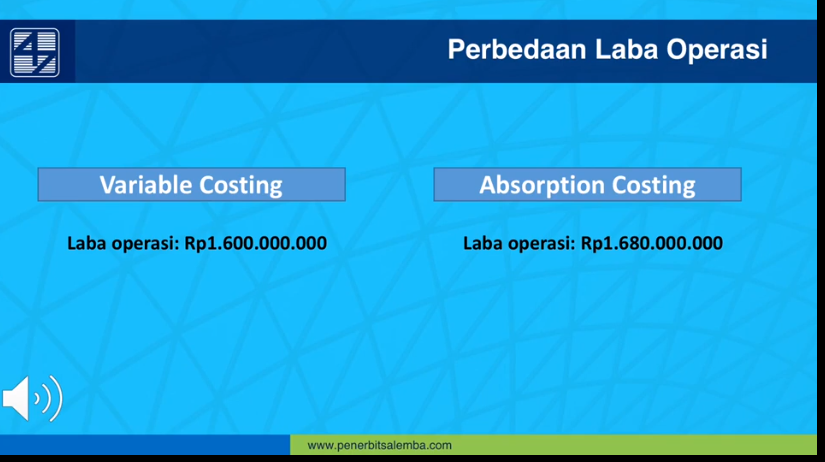 Perbedaan Laba Operasi
Variable Costing
Absorption Costing
Laba operasi: Rp1.600.000.000
Laba operasi: Rp1.680.000.000
www.penerbitsalemba.com